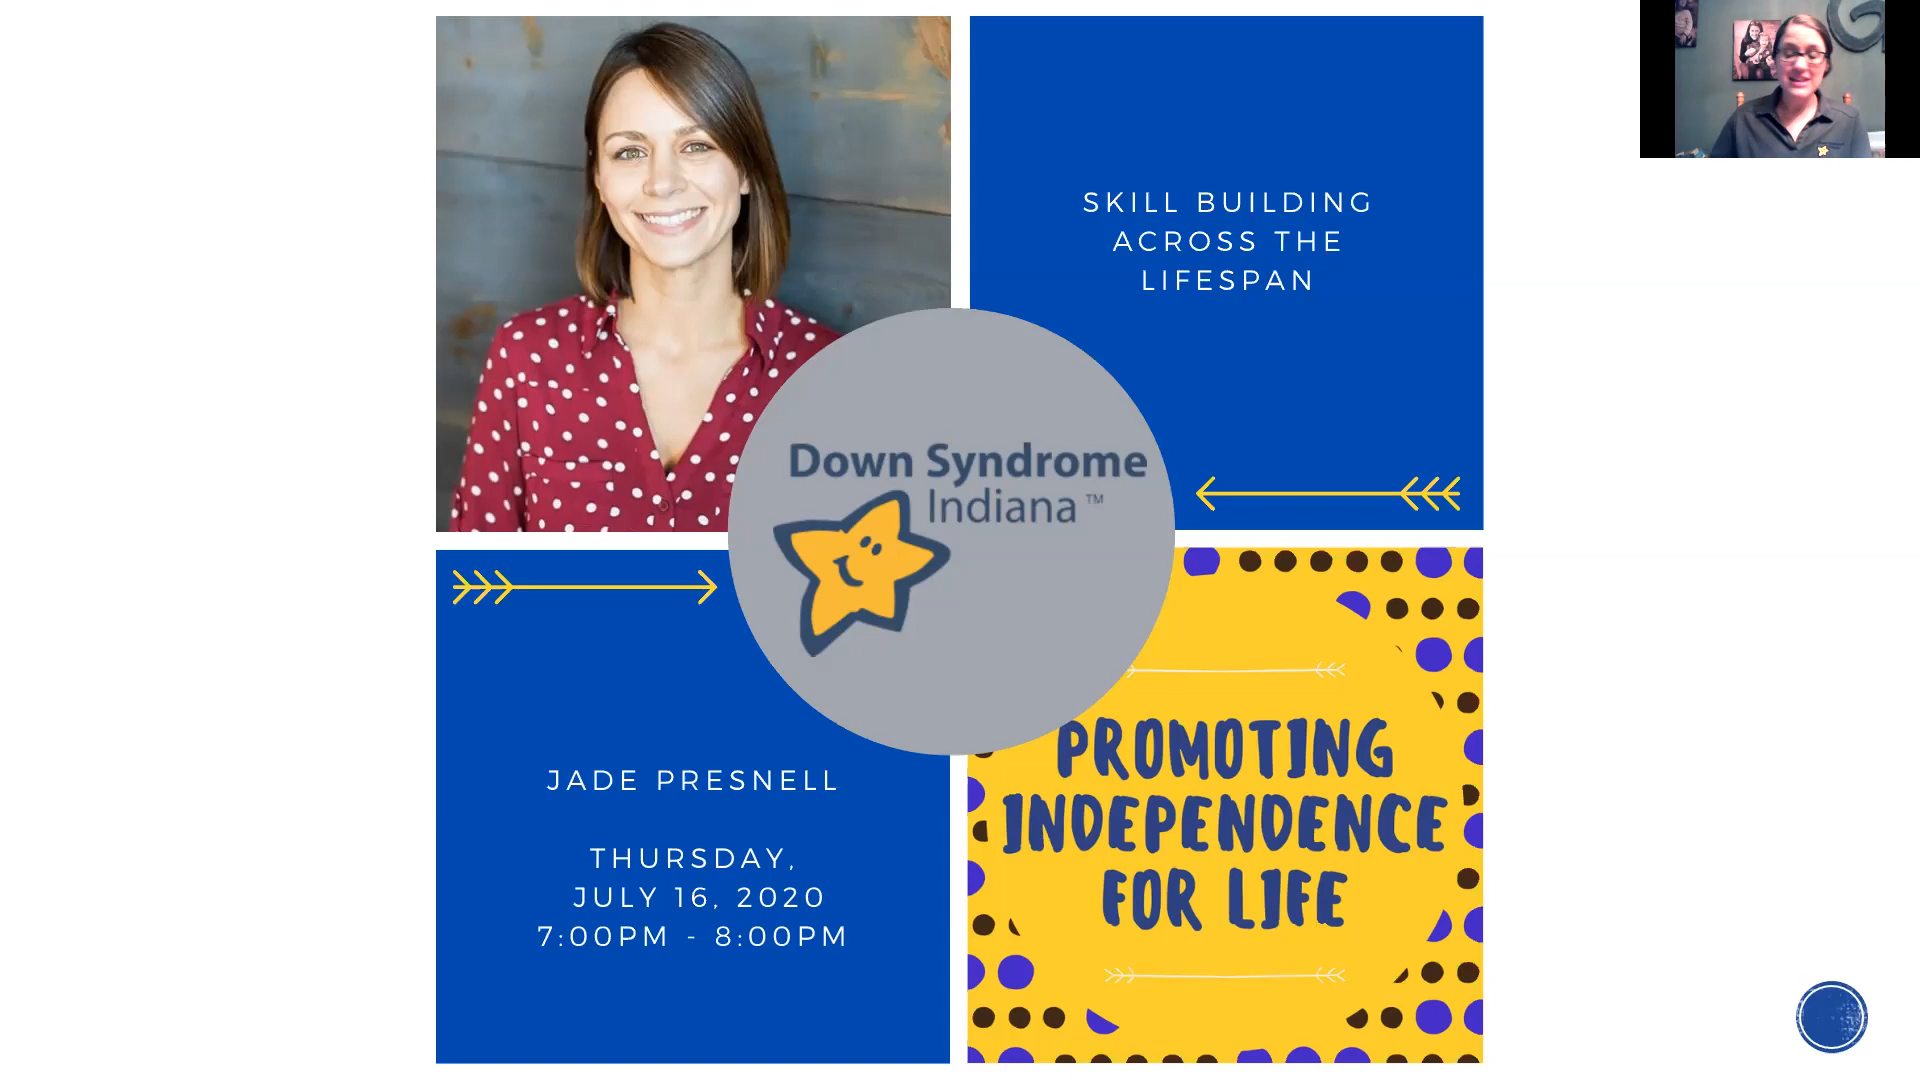 SKILL BUILDING
ACROSS THE
LIFESPAN
Down Syndrome
Indiana™
JADE PRESNELL
THURSDAY,
JULY 16, 2020
7:00PM - 8:00PM
PROMOTING
INDEPENDENCE
FOR LIFE
G